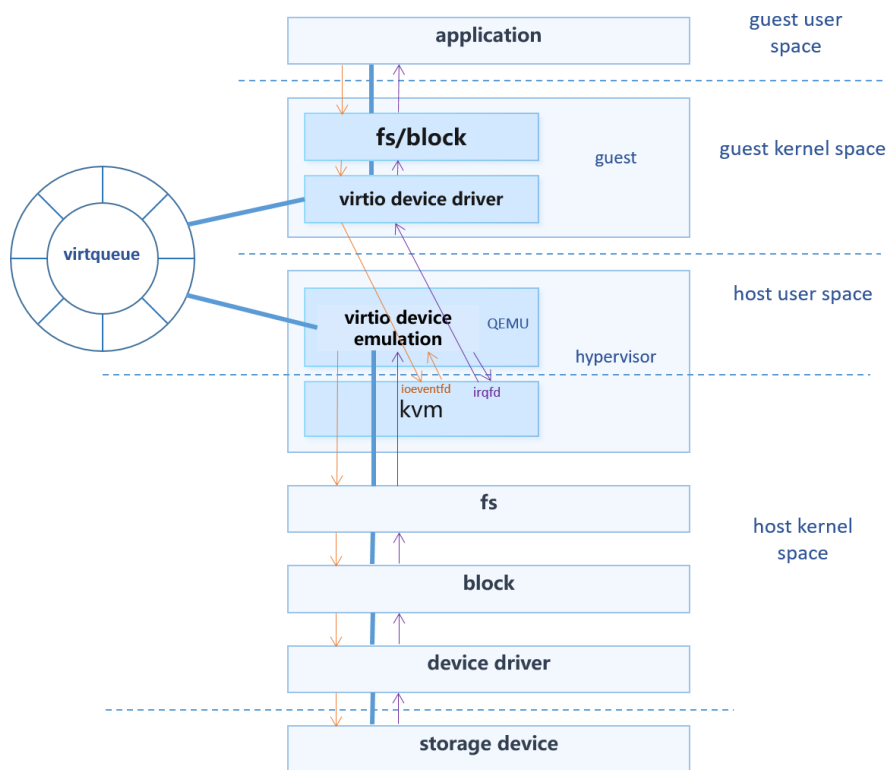 application
guest user
space
fs/block
guest
guest kernel space
virtio device driver
virtqueue
host user space
virtio device
emulation
QEMU
hypervisor
ioeventfd
irqfd
kvm
fs
host kernel
space
block
device driver
storage device